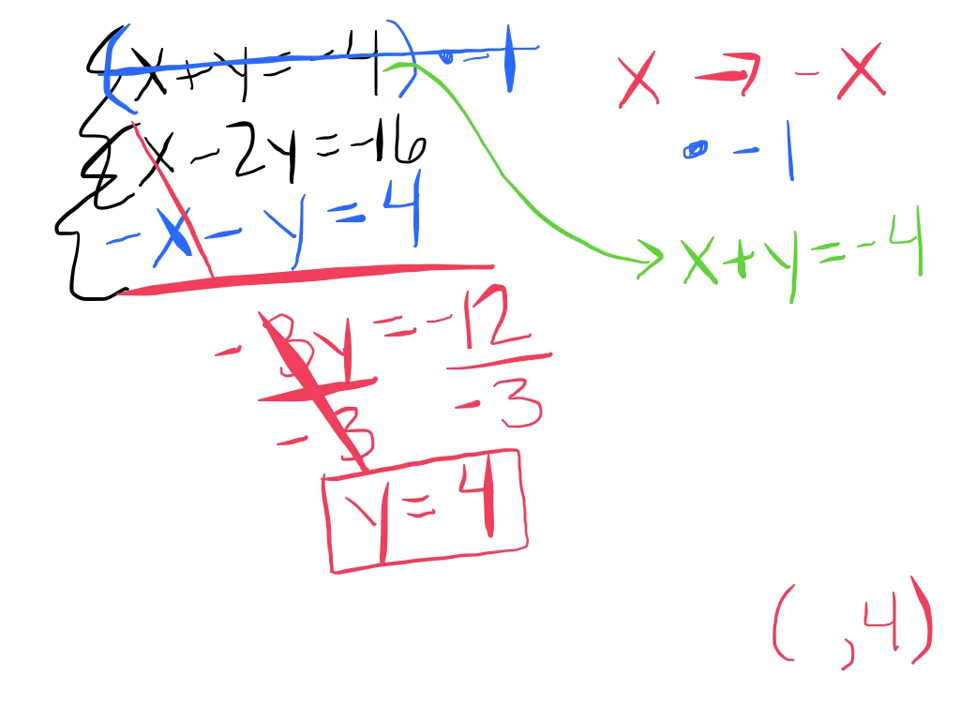 (x+y=-4)•-1
x-2y=-16
-x-y=4
-3y=-12
-3 -3
y=4
x→-x
•-1
x+y=-4
( ,4)